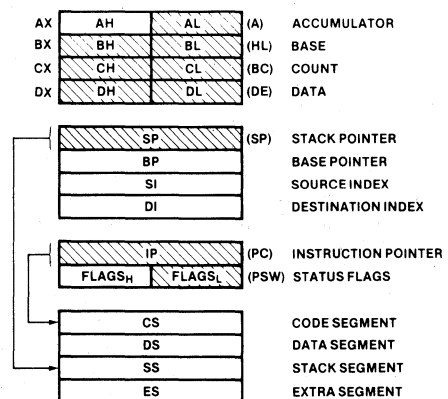 AX AH AL (A) ACCUMULATOR
BX BH BL (HL) BASE
CX CH CL (BC) COUNT
DX DH DL (DE) DATA
SP (SP) STACK POINTER
BP BASE POINTER
SI SOURCE INDEX
DI DESTINATION INDEX
IP (PC) INSTRUCTION POINTER
FLAGSH FLAGSL (PSW) STATUS FLAGS
CS CODE SEGMENT
DS DATA SEGMENT
SS STACK SEGMENT
ES EXTRA SEGMENT